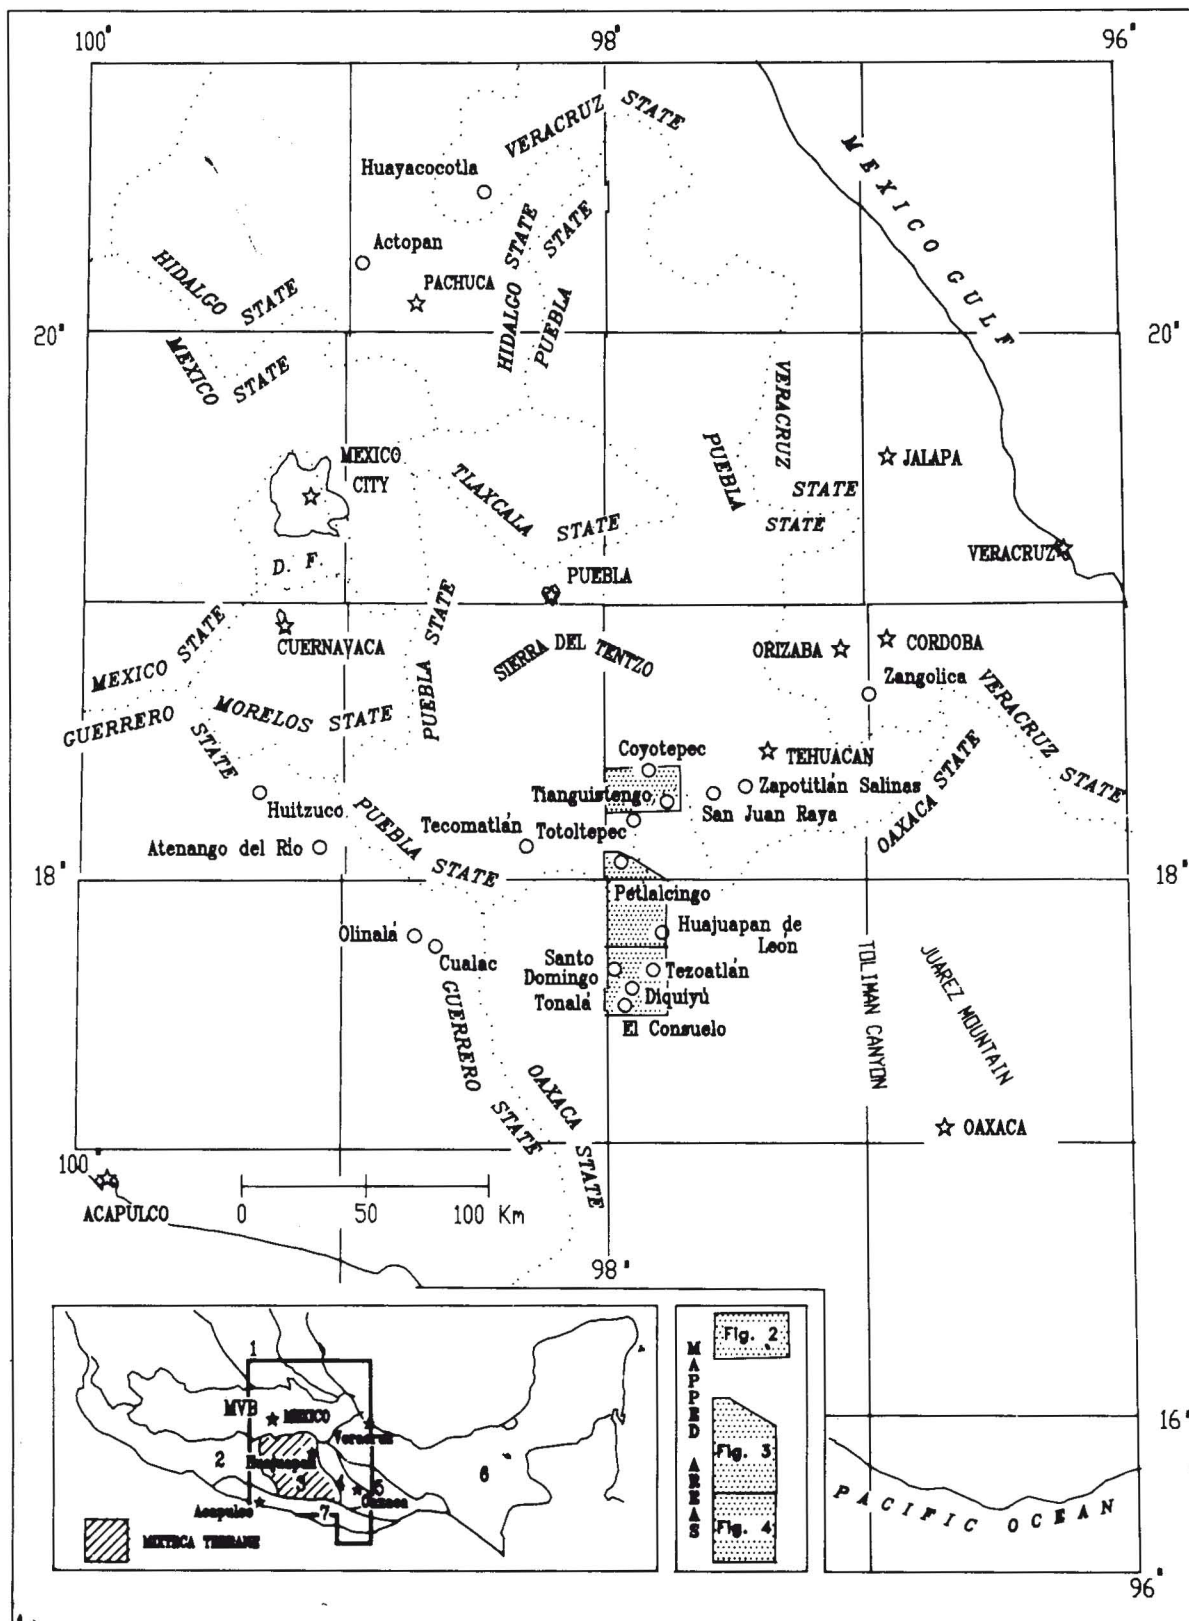 100°
98°
96°
VERACRUZ STATE
MEXICO GULF
Huayacocotla
HIDALGO STATE
STATE
PUEBLA
Actopan
PACHUCA
HIDALGO STATE
20°
20°
MEXICO STATE
VERACRUZ
STATE
PUEBLA
STATE
MEXICO
CITY
JALAPA
TLAXCALA STATE
VERACRUZ
D. F.
PUEBLA
PUEBLA STATE
MEXICO STATE
CUERNAVACA
SIERRA DEL TENTZO
ORIZABA
CORDOBA
Zangolica
GUERRERO
STATE
MORELOS STATE
VERACRUZ STATE
Coyotepec
TEHUACAN
OAXACA STATE
Tianguistengo
Zapotitlán Salinas
San Juan Raya
Huitzuco
PUEBLA STATE
Tecomatlán
Totoltepec
Atenango del Río
18°
18°
Petlalcingo
Olinalá
Cualac
Huajuapan de
León
Santo
Domingo
Tonalá
Tezoatlán
Diquiyú
El Consuelo
TOLIMAN CANYON
JUAREZ MOUNTAIN
GUERRERO
STATE
OAXACA
STATE
OAXACA
100°
ACAPULCO
0 50 100 Km
98°
1
MVB
MEXICO
Veracruz
2
Huajuapan
3
4
5
6
Oaxaca
Acapulco
7
MIXTECA TERRANE
MAPPED AREAS
Fig. 2
Fig. 3
Fig. 4
16°
PACIFIC OCEAN
96°